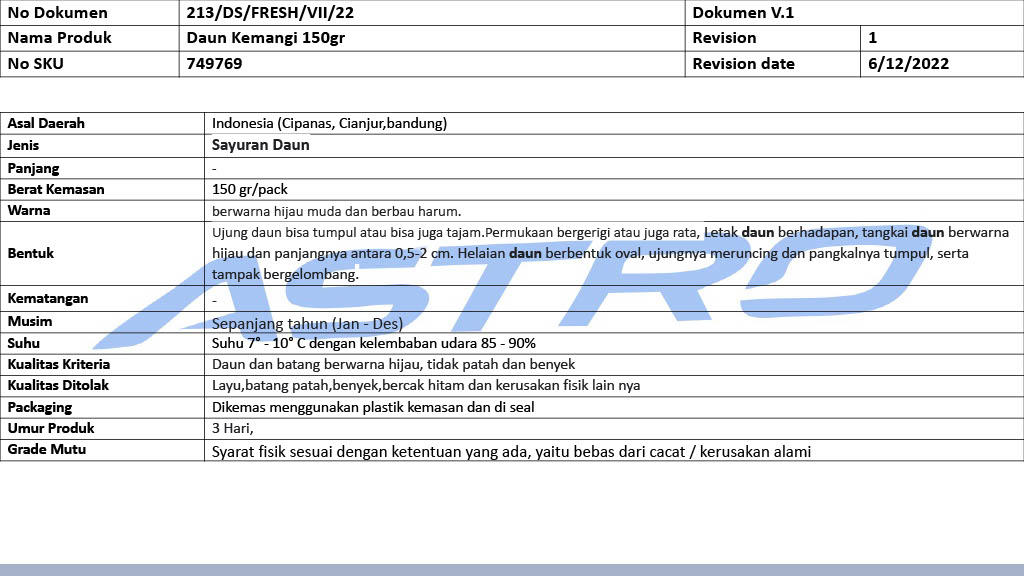 No Dokumen 213/DS/FRESH/VII/22 Dokumen V.1
Nama Produk Daun Kemangi 150gr Revision 1
No SKU 749769 Revision date 6/12/2022
Asal Daerah Indonesia (Cipanas, Cianjur,bandung)
Jenis Sayuran Daun
Panjang -
Berat Kemasan 150 gr/pack
Warna berwarna hijau muda dan berbau harum.
Bentuk Ujung daun bisa tumpul atau bisa juga tajam.Permukaan bergerigi atau juga rata, Letak daun berhadapan, tangkai daun berwarna
hijau dan panjangnya antara 0,5-2 cm. Helaian daun berbentuk oval, ujungnya meruncing dan pangkalnya tumpul, serta
tampak bergelombang.
Kematangan -
Musim Sepanjang tahun (Jan - Des)
Suhu Suhu 7° - 10° C dengan kelembaban udara 85 - 90%
Kualitas Kriteria Daun dan batang berwarna hijau, tidak patah dan benyek
Kualitas Ditolak Layu,batang patah,benyek,bercak hitam dan kerusakan fisik lain nya
Packaging Dikemas menggunakan plastik kemasan dan di seal
Umur Produk 3 Hari,
Grade Mutu Syarat fisik sesuai dengan ketentuan yang ada, yaitu bebas dari cacat / kerusakan alami
ASTRO